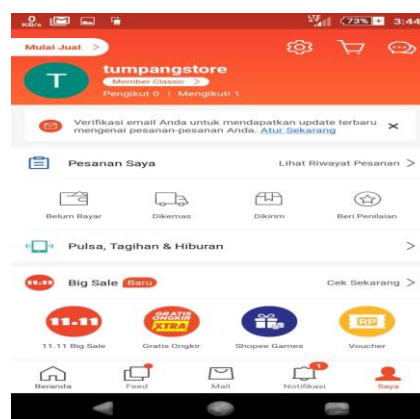 0
KB/s
LTE
73%
3:44
Mulai Jual >
T
tumpangstore
Member Classic >
Pengikut 0 | Mengikuti 1
Verifikasi email Anda untuk mendapatkan update terbaru
mengenai pesanan-pesanan Anda. Atur Sekarang
Pesanan Saya
Lihat Riwayat Pesanan >
Belum Bayar
Dikemas
Dikirim
Beri Penilaian
Pulsa, Tagihan & Hiburan
11.11
Big Sale
Baru
Cek Sekarang >
11.11
GRATIS
ONGKIR
XTRA
RP
11.11 Big Sale
Gratis Ongkir
Shopee Games
Voucher
1
Beranda
Feed
Mall
Notifikasi
Saya